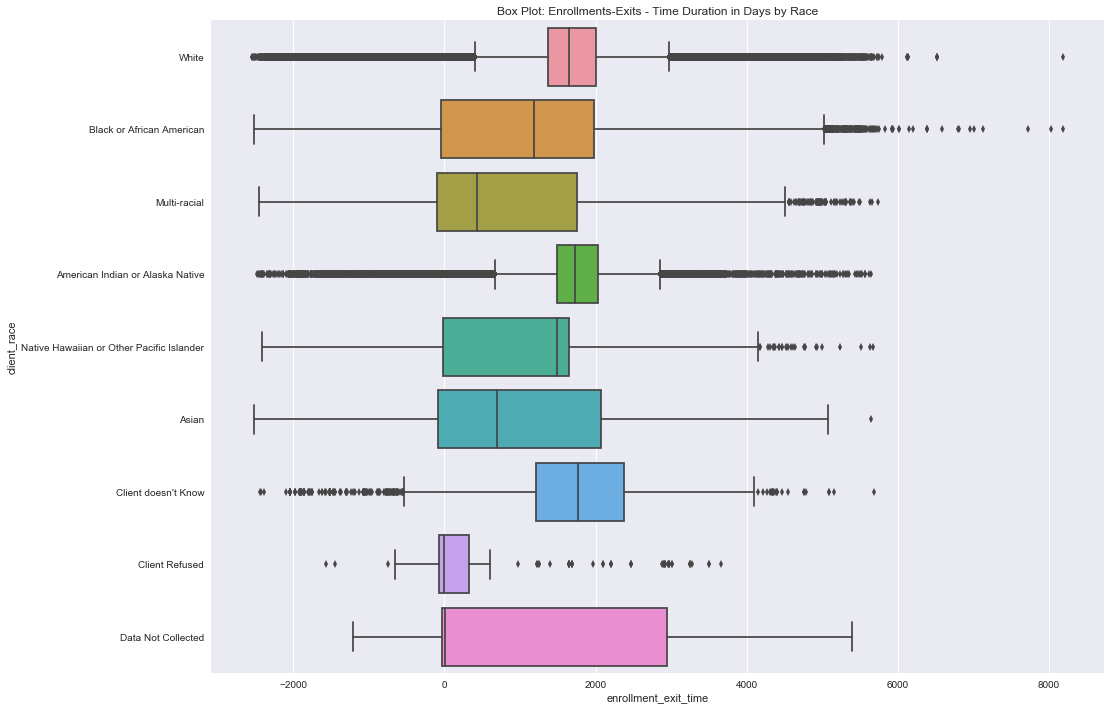 Box Plot: Enrollments-Exits - Time Duration in Days by Race
White
Black or African American
Multi-racial
American Indian or Alaska Native
Native Hawaiian or Other Pacific Islander
Asian
Client doesn't Know
Client Refused
Data Not Collected
client_race
−2000 0 2000 4000 6000 8000
enrollment_exit_time